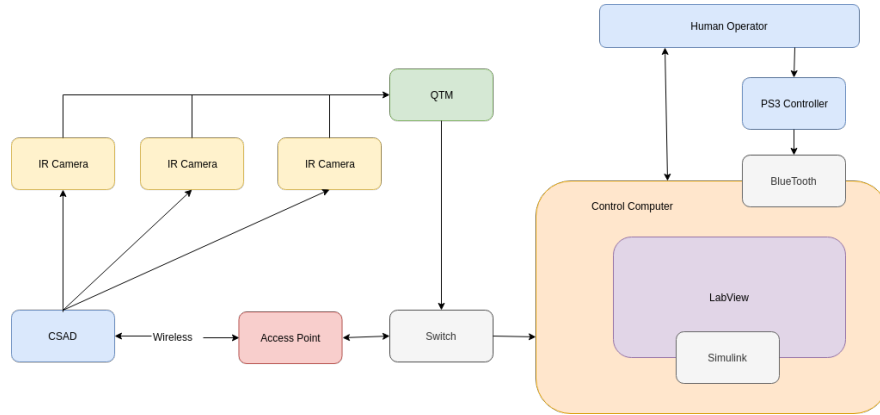 Human Operator
QTM
PS3 Controller
IR Camera
IR Camera
IR Camera
BlueTooth
Control Computer
LabView
CSAD
Wireless
Access Point
Switch
Simulink